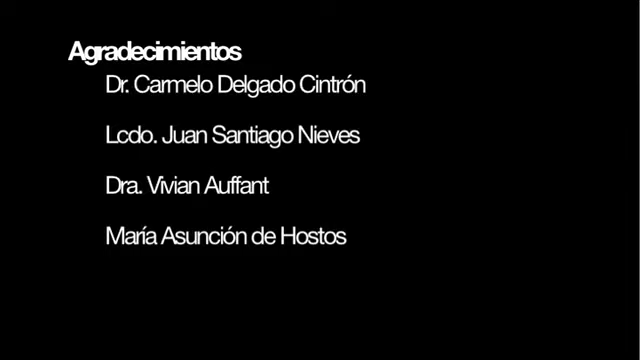 Agradecimientos
Dr. Carmelo Delgado Cintrón
Lcdo. Juan Santiago Nieves
Dra. Vivian Auffant
María Asunción de Hostos